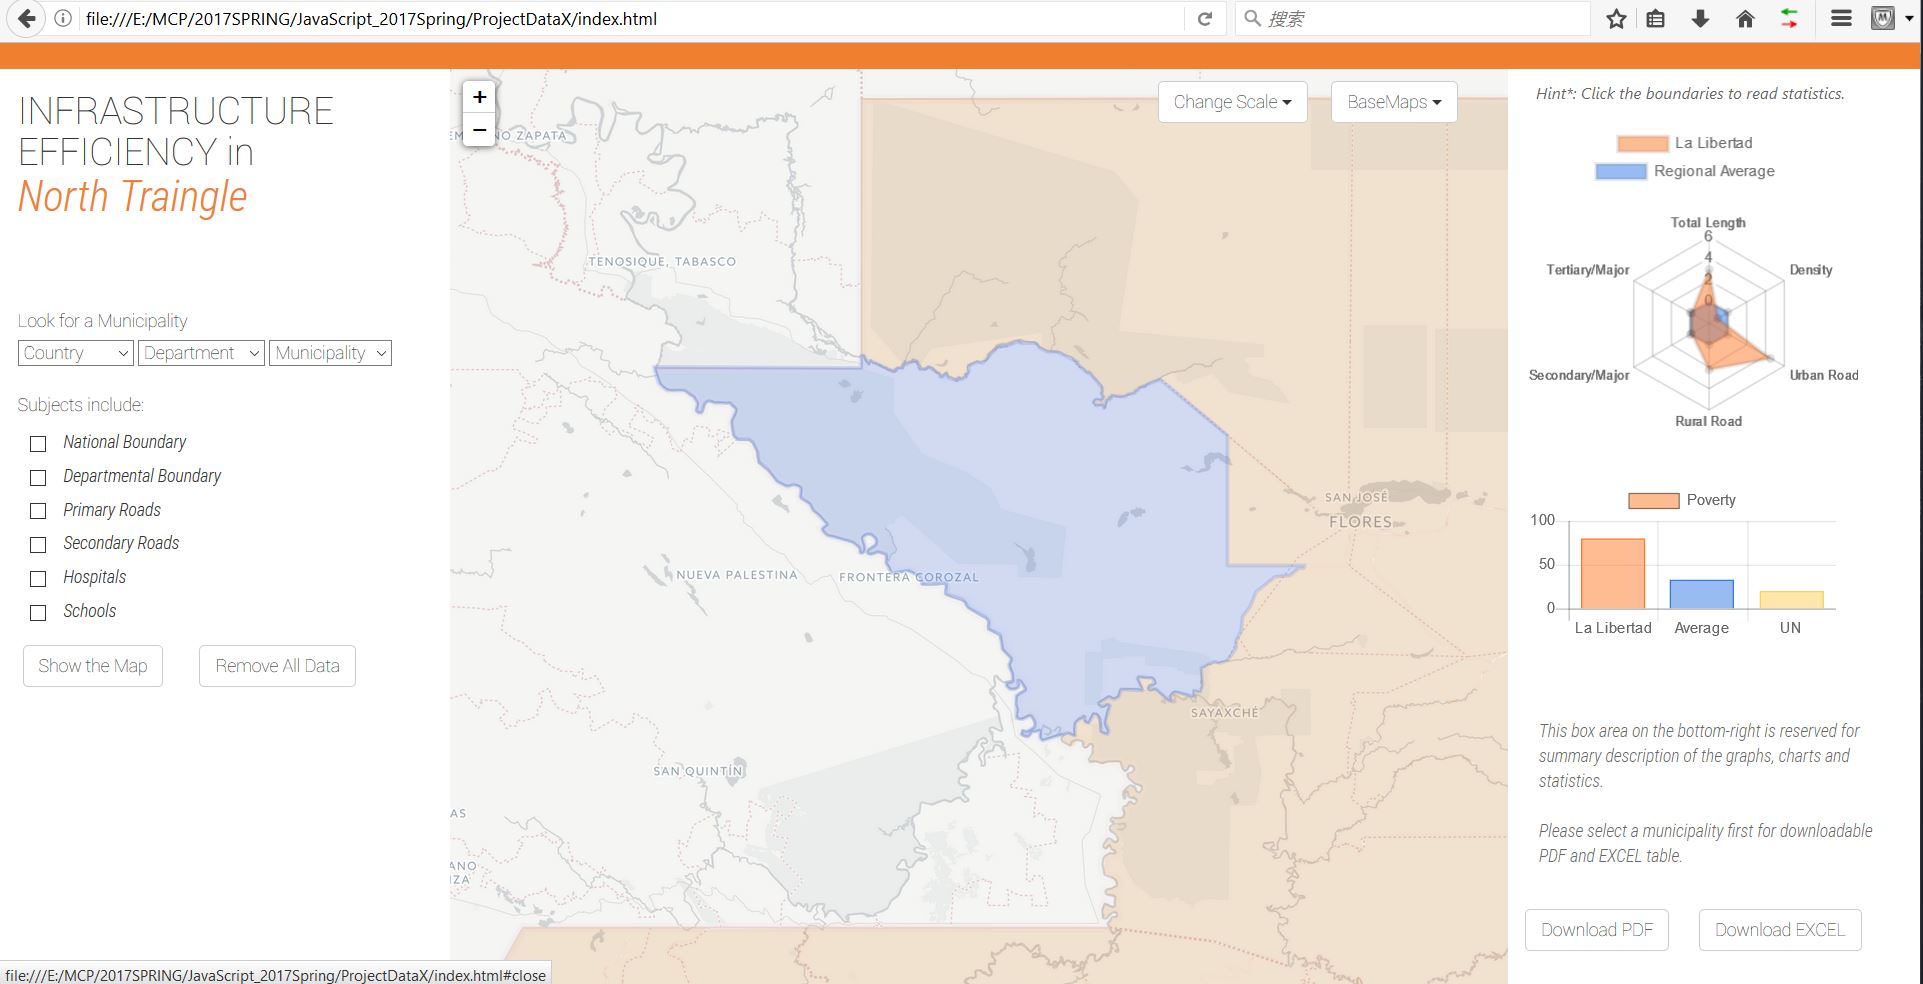 file:///E:/MCP/2017SPRING/JavaScript_2017Spring/ProjectDataX/index.html
搜索
INFRASTRUCTURE
EFFICIENCY in
North Traingle
Look for a Municipality
Country
Department
Municipality
Subjects include:
National Boundary
Departmental Boundary
Primary Roads
Secondary Roads
Hospitals
Schools
Show the Map
Remove All Data
+
−
Change Scale
BaseMaps
NO ZAPATA
TENOSIQUE, TABASCO
SAN JOSÉ
FLORES
NUEVA PALESTINA
FRONTERA COROZAL
SAYAXCHÉ
SAN QUINTÍN
AS
ANO
ZA
Hint*: Click the boundaries to read statistics.
La Libertad
Regional Average
Total Length
6
4
2
0
Tertiary/Major
Density
Secondary/Major
Urban Road
Rural Road
Poverty
100
50
0
La Libertad
Average
UN
This box area on the bottom-right is reserved for
summary description of the graphs, charts and
statistics.
Please select a municipality first for downloadable
PDF and EXCEL table.
Download PDF
Download EXCEL
file:///E:/MCP/2017SPRING/JavaScript_2017Spring/ProjectDataX/index.html#close